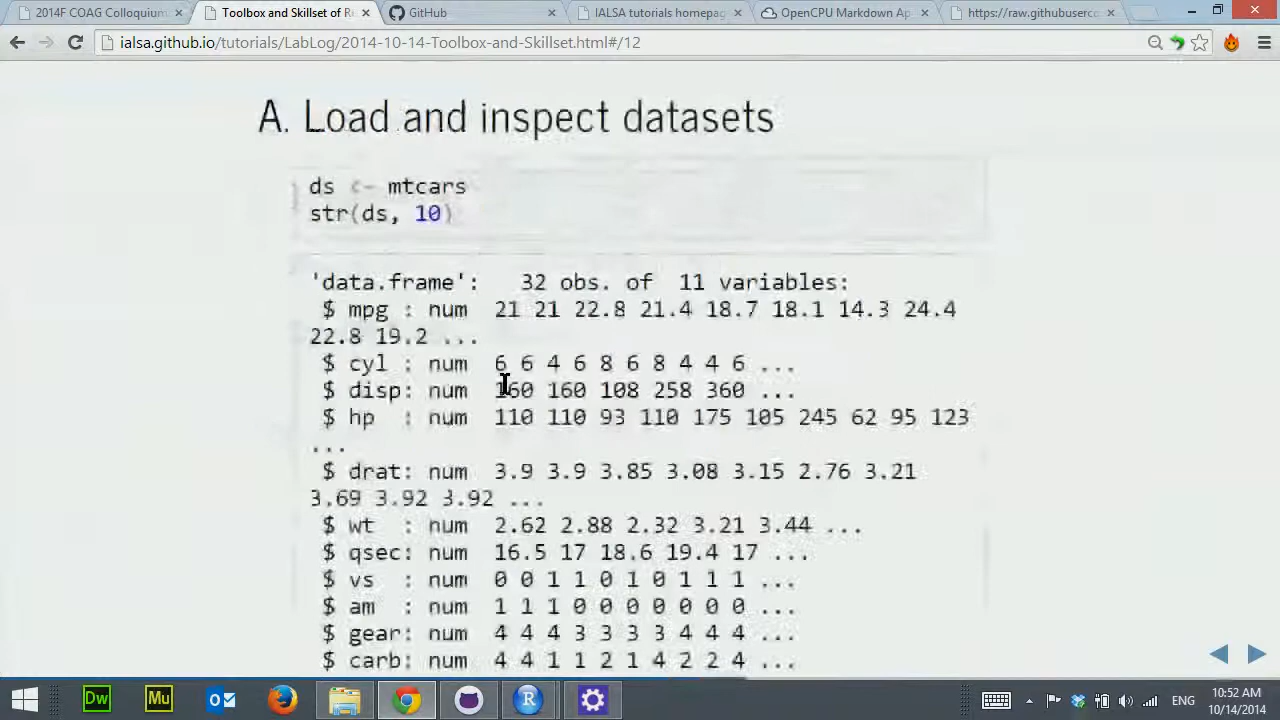 2014F COAG Colloquium
Toolbox and Skillset of R
GitHub
IALSA tutorials homepag
OpenCPU Markdown Ap
https://raw.githubuserco
ialsa.github.io/tutorials/LabLog/2014-10-14-Toolbox-and-Skillset.html#/12
A. Load and inspect datasets
ds <- mtcars
str(ds, 10)
'data.frame': 32 obs. of 11 variables:
$ mpg : num 21 21 22.8 21.4 18.7 18.1 14.3 24.4
22.8 19.2 ...
$ cyl : num 6 6 4 6 8 6 8 4 4 6 ...
$ disp: num 160 160 108 258 360 ...
$ hp : num 110 110 93 110 175 105 245 62 95 123
...
$ drat: num 3.9 3.9 3.85 3.08 3.15 2.76 3.21
3.69 3.92 3.92 ...
$ wt : num 2.62 2.88 2.32 3.21 3.44 ...
$ qsec: num 16.5 17 18.6 19.4 17 ...
$ vs : num 0 0 1 1 0 1 0 1 1 1 ...
$ am : num 1 1 1 0 0 0 0 0 0 0 ...
$ gear: num 4 4 4 3 3 3 3 4 4 4 ...
$ carb: num 4 4 1 1 2 1 4 2 2 4 ...
Dw
Mu
R
ENG
10:52 AM
10/14/2014